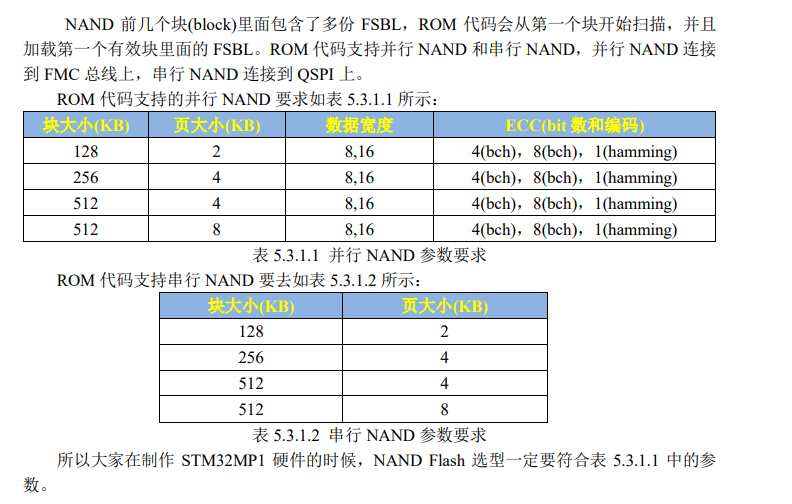 NAND 前几个块(block)里面包含了多份 FSBL，ROM 代码会从第一个块开始扫描，并且
加载第一个有效块里面的 FSBL。ROM 代码支持并行 NAND 和串行 NAND，并行 NAND 连接
到 FMC 总线上，串行 NAND 连接到 QSPI 上。
ROM 代码支持的并行 NAND 要求如表 5.3.1.1 所示：
块大小(KB) 页大小(KB) 数据宽度 ECC(bit 数和编码)
128 2 8,16 4(bch)，8(bch)，1(hamming)
256 4 8,16 4(bch)，8(bch)，1(hamming)
512 4 8,16 4(bch)，8(bch)，1(hamming)
512 8 8,16 4(bch)，8(bch)，1(hamming)
表 5.3.1.1 并行 NAND 参数要求
ROM 代码支持串行 NAND 要去如表 5.3.1.2 所示：
块大小(KB) 页大小(KB)
128 2
256 4
512 4
512 8
表 5.3.1.2 串行 NAND 参数要求
所以大家在制作 STM32MP1 硬件的时候，NAND Flash 选型一定要符合表 5.3.1.1 中的参
数。